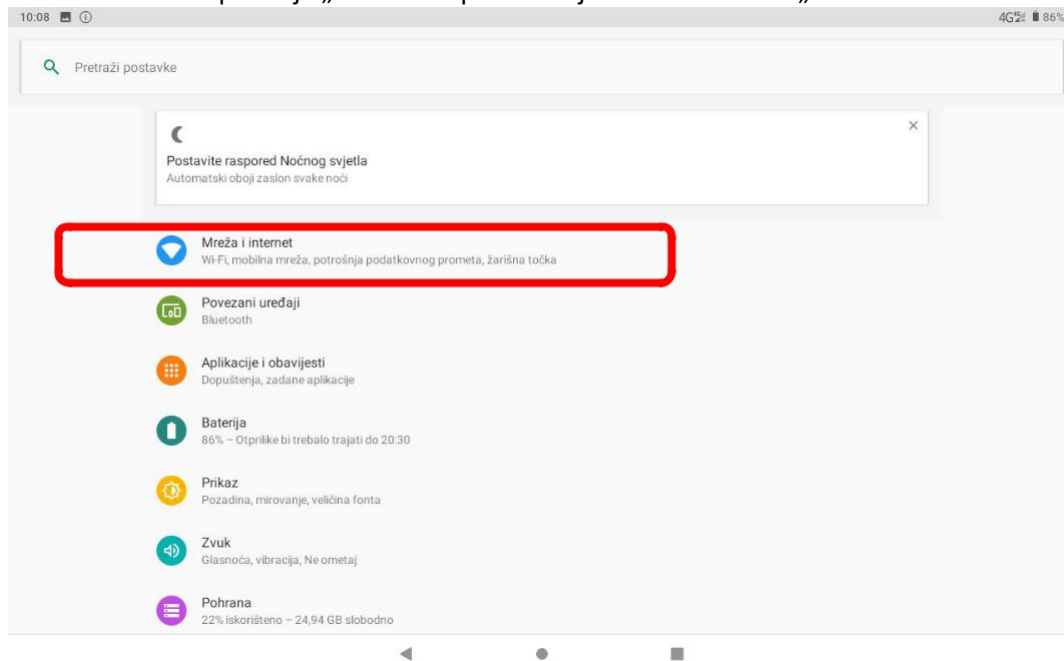 10:08 4G 86%
Pretraži postavke
Postavite raspored Noćnog svjetla
Automatski oboji zaslon svake noći
Mreža i internet
Wi-Fi, mobilna mreža, potrošnja podatkovnog prometa, žarišna točka
Povezani uređaji
Bluetooth
Aplikacije i obavijesti
Dopuštenja, zadane aplikacije
Baterija
86% – Otprilike bi trebalo trajati do 20:30
Prikaz
Pozadina, mirovanje, veličina fonta
Zvuk
Glasnoća, vibracija, Ne ometaj
Pohrana
22% iskorišteno – 24,94 GB slobodno